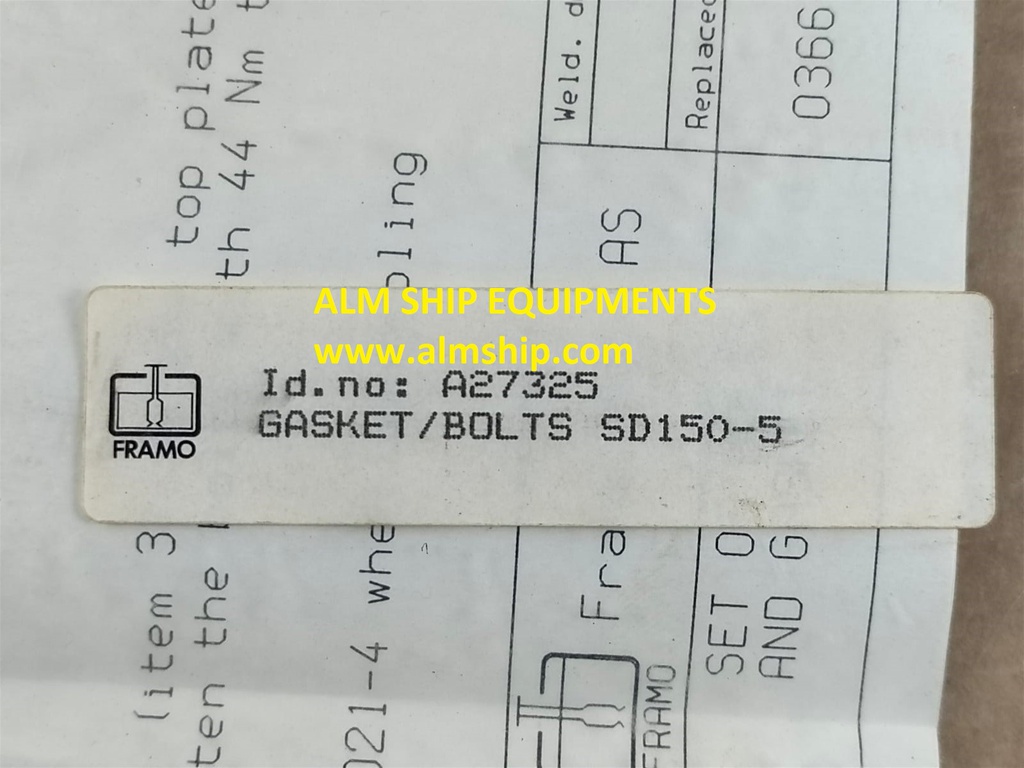 ALM SHIP EQUIPMENTS
www.almship.com
Id.no: A27325
GASKET/BOLTS SD150-5
FRAMO
top plate
th 44 Nm
pling
AS
Weld. d
Replaced
0366
(item 3
ten the
021-4 whe
Fra
FRAMO
SET O
AND G